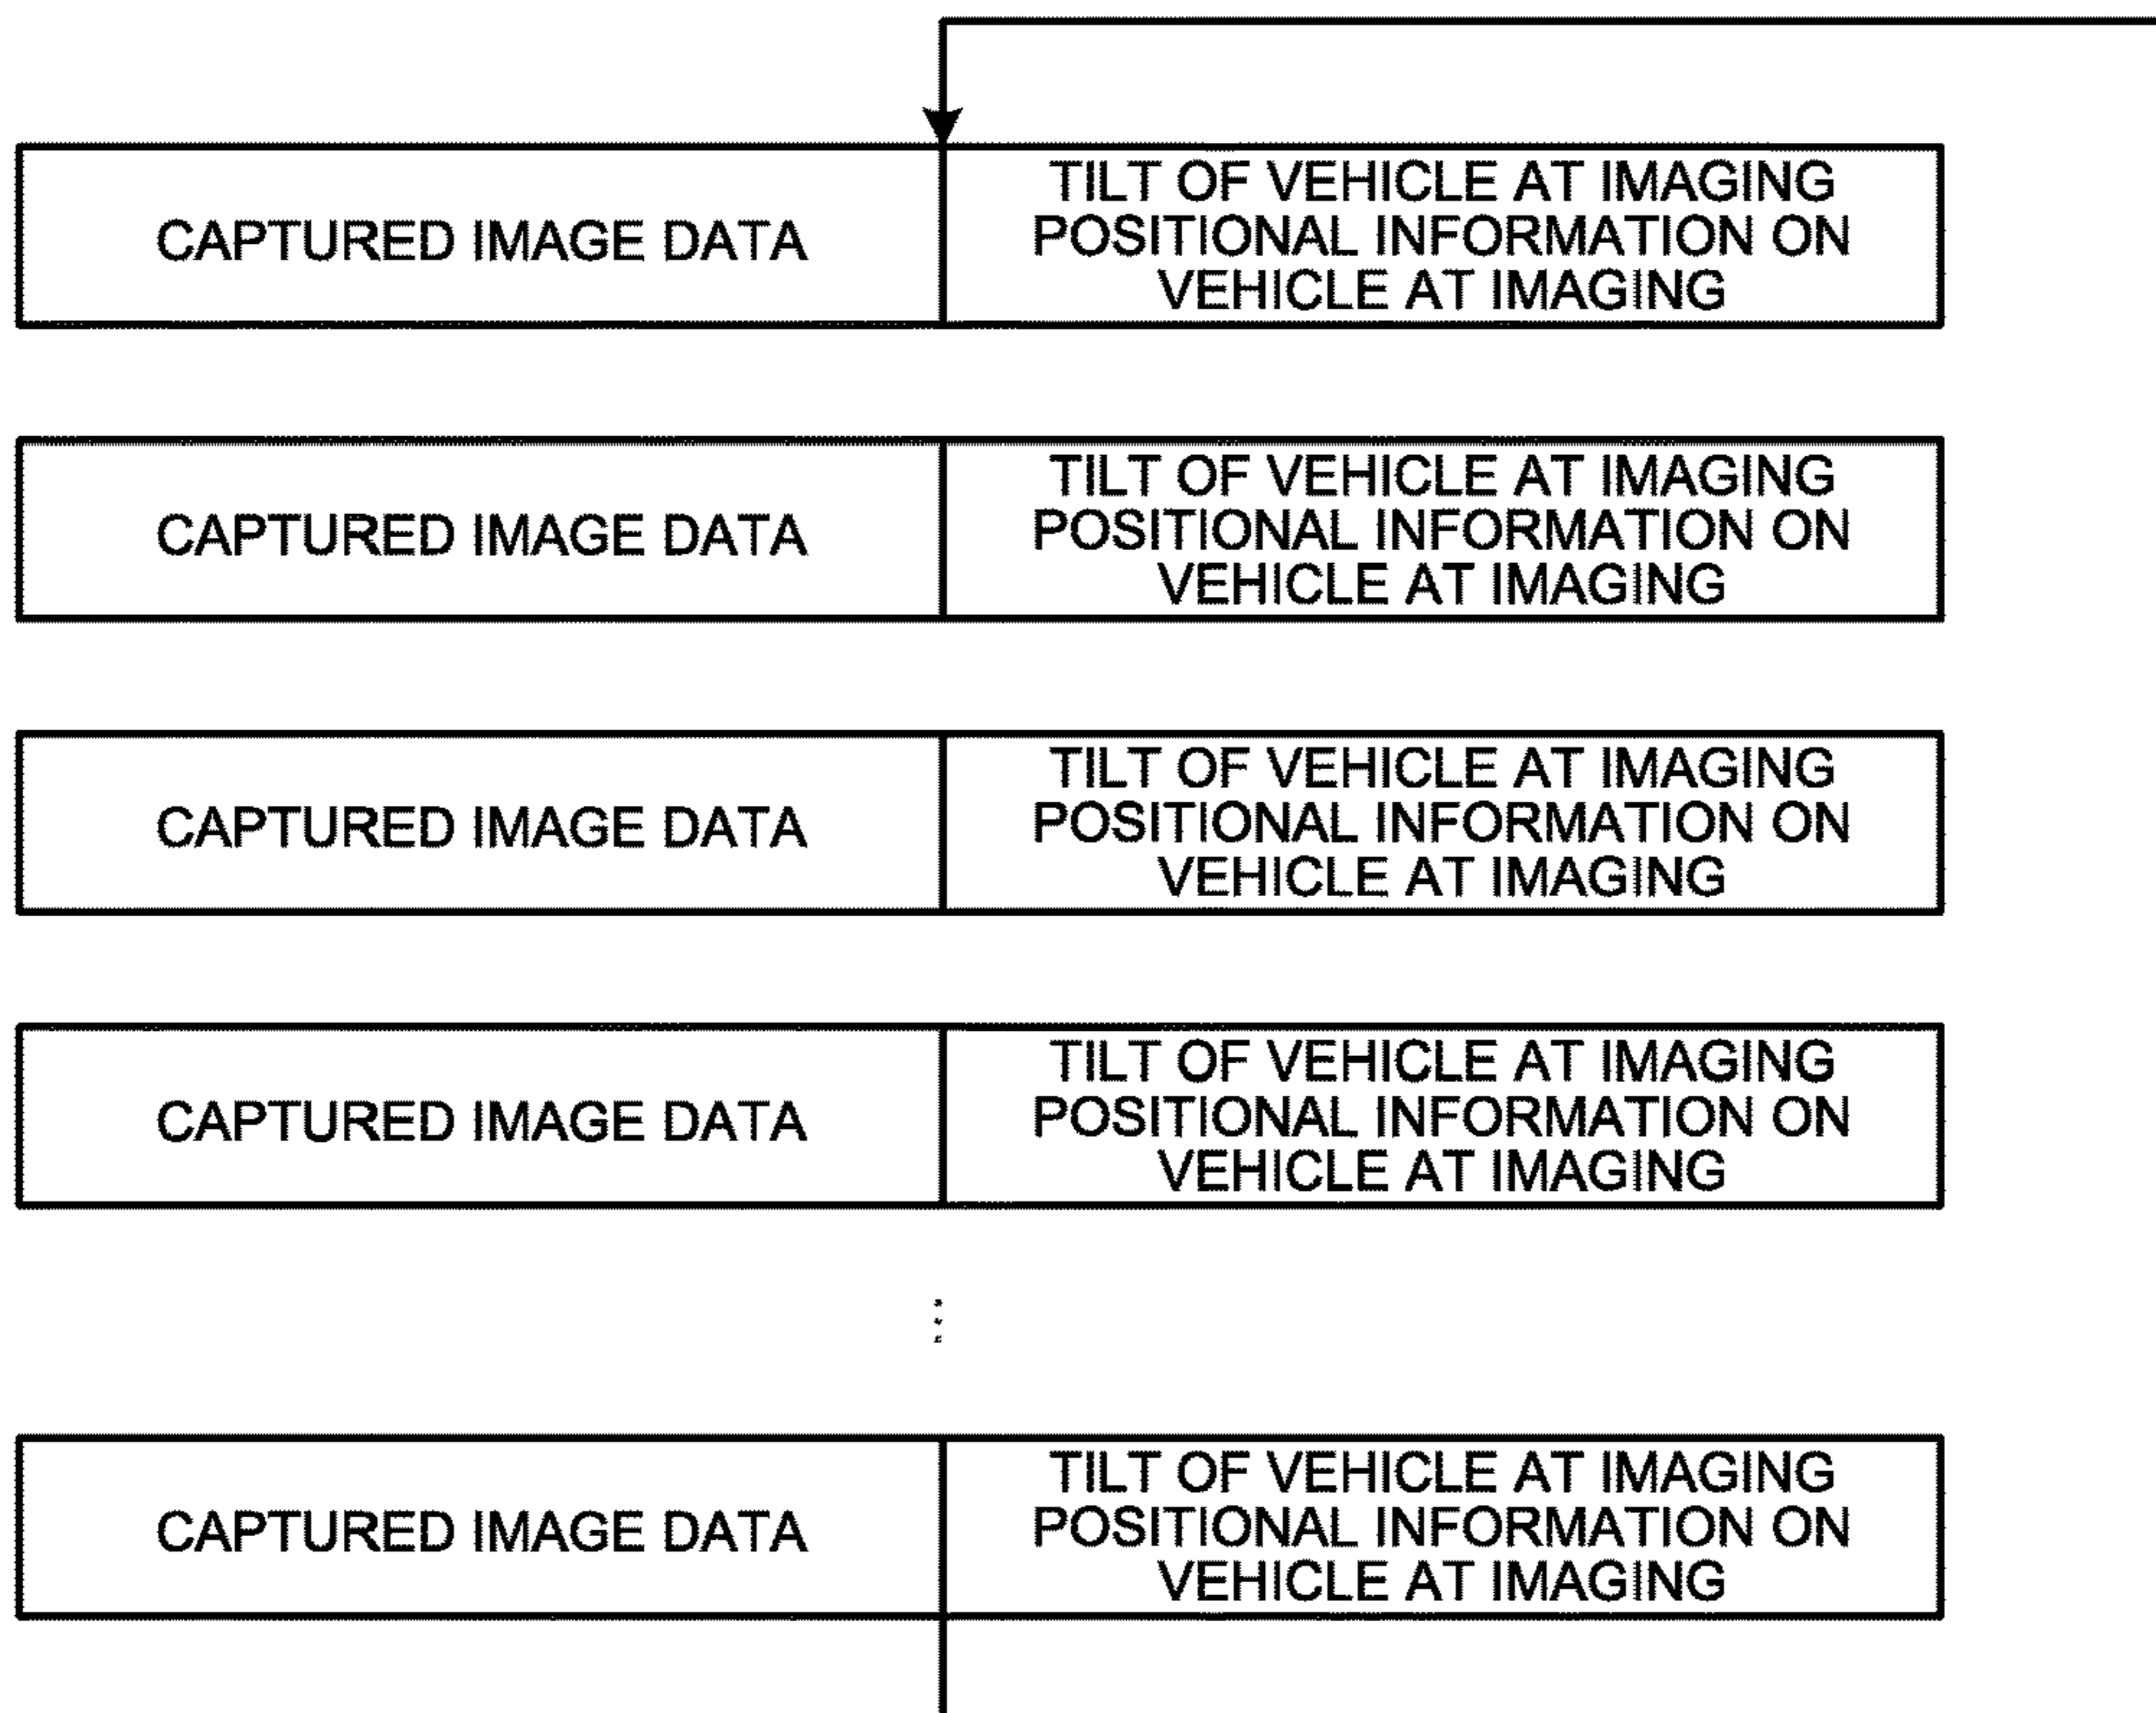 CAPTURED IMAGE DATA
TILT OF VEHICLE AT IMAGING
POSITIONAL INFORMATION ON
VEHICLE AT IMAGING
CAPTURED IMAGE DATA
TILT OF VEHICLE AT IMAGING
POSITIONAL INFORMATION ON
VEHICLE AT IMAGING
CAPTURED IMAGE DATA
TILT OF VEHICLE AT IMAGING
POSITIONAL INFORMATION ON
VEHICLE AT IMAGING
CAPTURED IMAGE DATA
TILT OF VEHICLE AT IMAGING
POSITIONAL INFORMATION ON
VEHICLE AT IMAGING
CAPTURED IMAGE DATA
TILT OF VEHICLE AT IMAGING
POSITIONAL INFORMATION ON
VEHICLE AT IMAGING